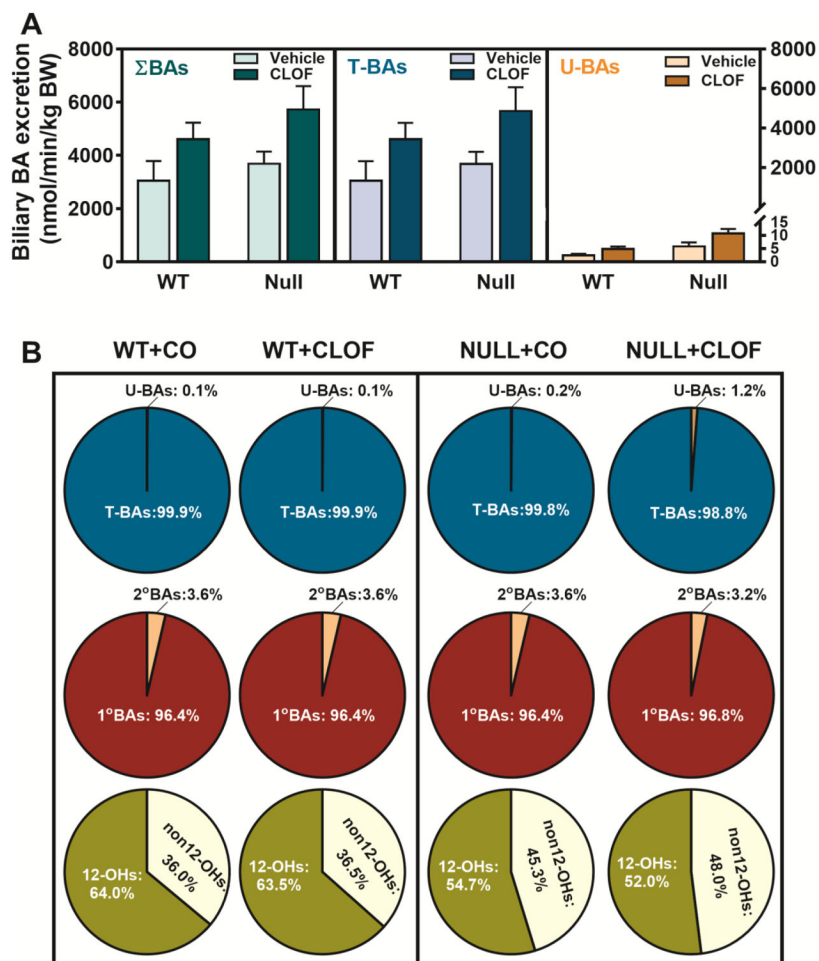 A
Biliary BA excretion
(nmol/min/kg BW)
8000
6000
4000
2000
0
ΣBAs
Vehicle
CLOF
T-BAs
Vehicle
CLOF
U-BAs
Vehicle
CLOF
8000
6000
4000
2000
15
10
5
0
WT
Null
WT
Null
WT
Null
B
WT+CO
WT+CLOF
NULL+CO
NULL+CLOF
U-BAs: 0.1%
U-BAs: 0.1%
U-BAs: 0.2%
U-BAs: 1.2%
T-BAs:99.9%
T-BAs:99.9%
T-BAs:99.8%
T-BAs:98.8%
2°BAs:3.6%
2°BAs:3.6%
2°BAs:3.6%
2°BAs:3.2%
1°BAs: 96.4%
1°BAs: 96.4%
1°BAs: 96.4%
1°BAs: 96.8%
12-OHs:
64.0%
non12-OHs:
36.0%
12-OHs:
63.5%
non12-OHs:
36.5%
12-OHs:
54.7%
non12-OHs:
45.3%
12-OHs:
52.0%
non12-OHs:
48.0%